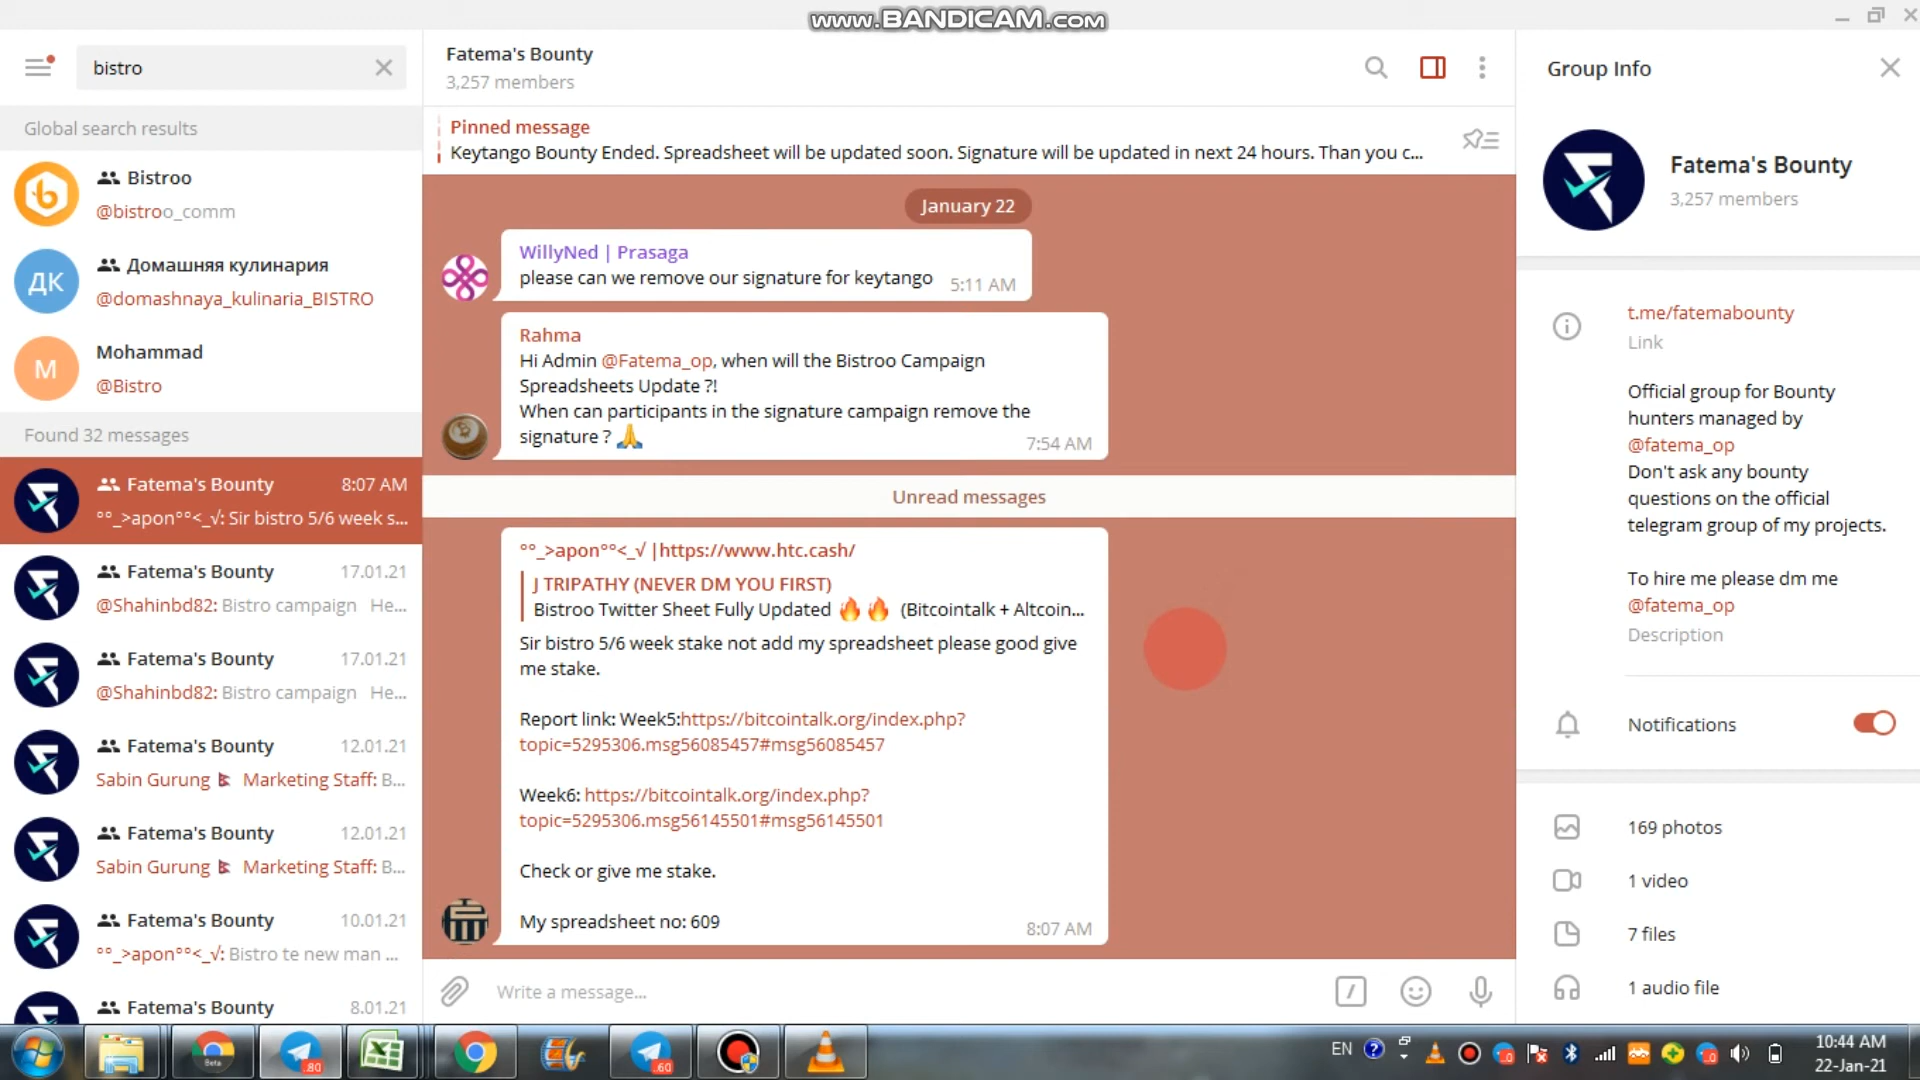 www.BANDICAM.com
bistro
Global search results
Bistroo
@bistroo_comm
ДК
Домашняя кулинария
@domashnaya_kulinaria_BISTRO
M
Mohammad
@Bistro
Found 32 messages
Fatema's Bounty 8:07 AM
°°_>apon°°<_√: Sir bistro 5/6 week s...
Fatema's Bounty 17.01.21
@Shahinbd82: Bistro campaign He...
Fatema's Bounty 17.01.21
@Shahinbd82: Bistro campaign He...
Fatema's Bounty 12.01.21
Sabin Gurung 🇳🇵 Marketing Staff: B...
Fatema's Bounty 12.01.21
Sabin Gurung 🇳🇵 Marketing Staff: B...
Fatema's Bounty 10.01.21
°°_>apon°°<_√: Bistro te new man ...
Fatema's Bounty 8.01.21
Fatema's Bounty
3,257 members
Pinned message
Keytango Bounty Ended. Spreadsheet will be updated soon. Signature will be updated in next 24 hours. Than you c...
January 22
WillyNed | Prasaga
please can we remove our signature for keytango 5:11 AM
Rahma
Hi Admin @Fatema_op, when will the Bistroo Campaign
Spreadsheets Update ?!
When can participants in the signature campaign remove the
signature ? 🙏 7:54 AM
Unread messages
°°_>apon°°<_√ |https://www.htc.cash/
J TRIPATHY (NEVER DM YOU FIRST)
Bistroo Twitter Sheet Fully Updated 🔥 🔥 (Bitcointalk + Altcoin...
Sir bistro 5/6 week stake not add my spreadsheet please good give
me stake.
Report link: Week5:https://bitcointalk.org/index.php?
topic=5295306.msg56085457#msg56085457
Week6: https://bitcointalk.org/index.php?
topic=5295306.msg56145501#msg56145501
Check or give me stake.
My spreadsheet no: 609 8:07 AM
Write a message...
Group Info
Fatema's Bounty
3,257 members
t.me/fatemabounty
Link
Official group for Bounty
hunters managed by
@fatema_op
Don't ask any bounty
questions on the official
telegram group of my projects.
To hire me please dm me
@fatema_op
Description
Notifications
169 photos
1 video
7 files
1 audio file
Beta
80
60
EN
10:44 AM
22-Jan-21